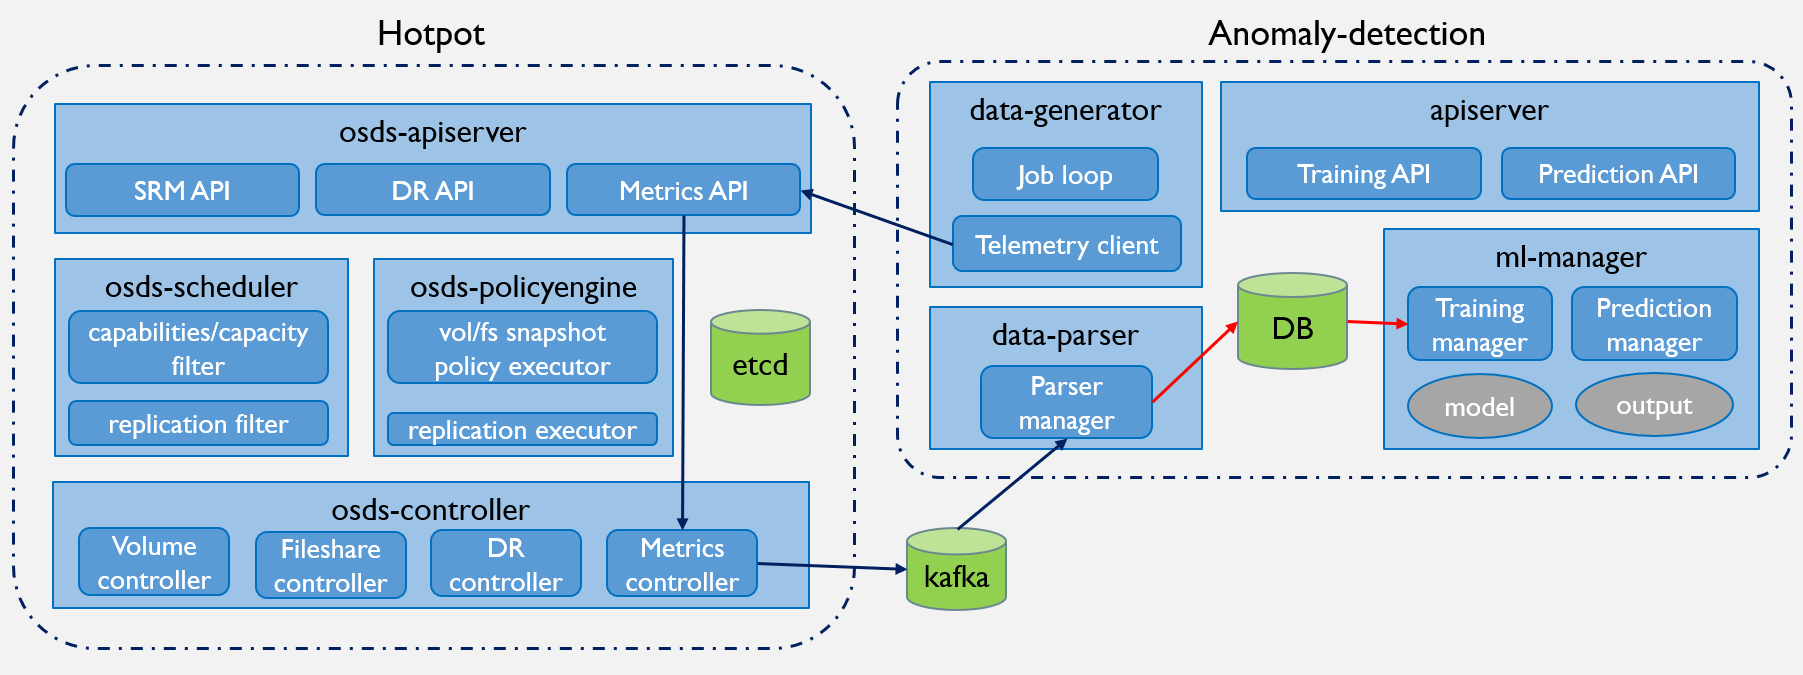 Hotpot
osds-apiserver
SRM API
DR API
Metrics API
osds-scheduler
capabilities/capacity
filter
replication filter
osds-policyengine
vol/fs snapshot
policy executor
replication executor
etcd
osds-controller
Volume
controller
Fileshare
controller
DR
controller
Metrics
controller
kafka
Anomaly-detection
data-generator
Job loop
Telemetry client
apiserver
Training API
Prediction API
data-parser
Parser
manager
DB
ml-manager
Training
manager
Prediction
manager
model
output